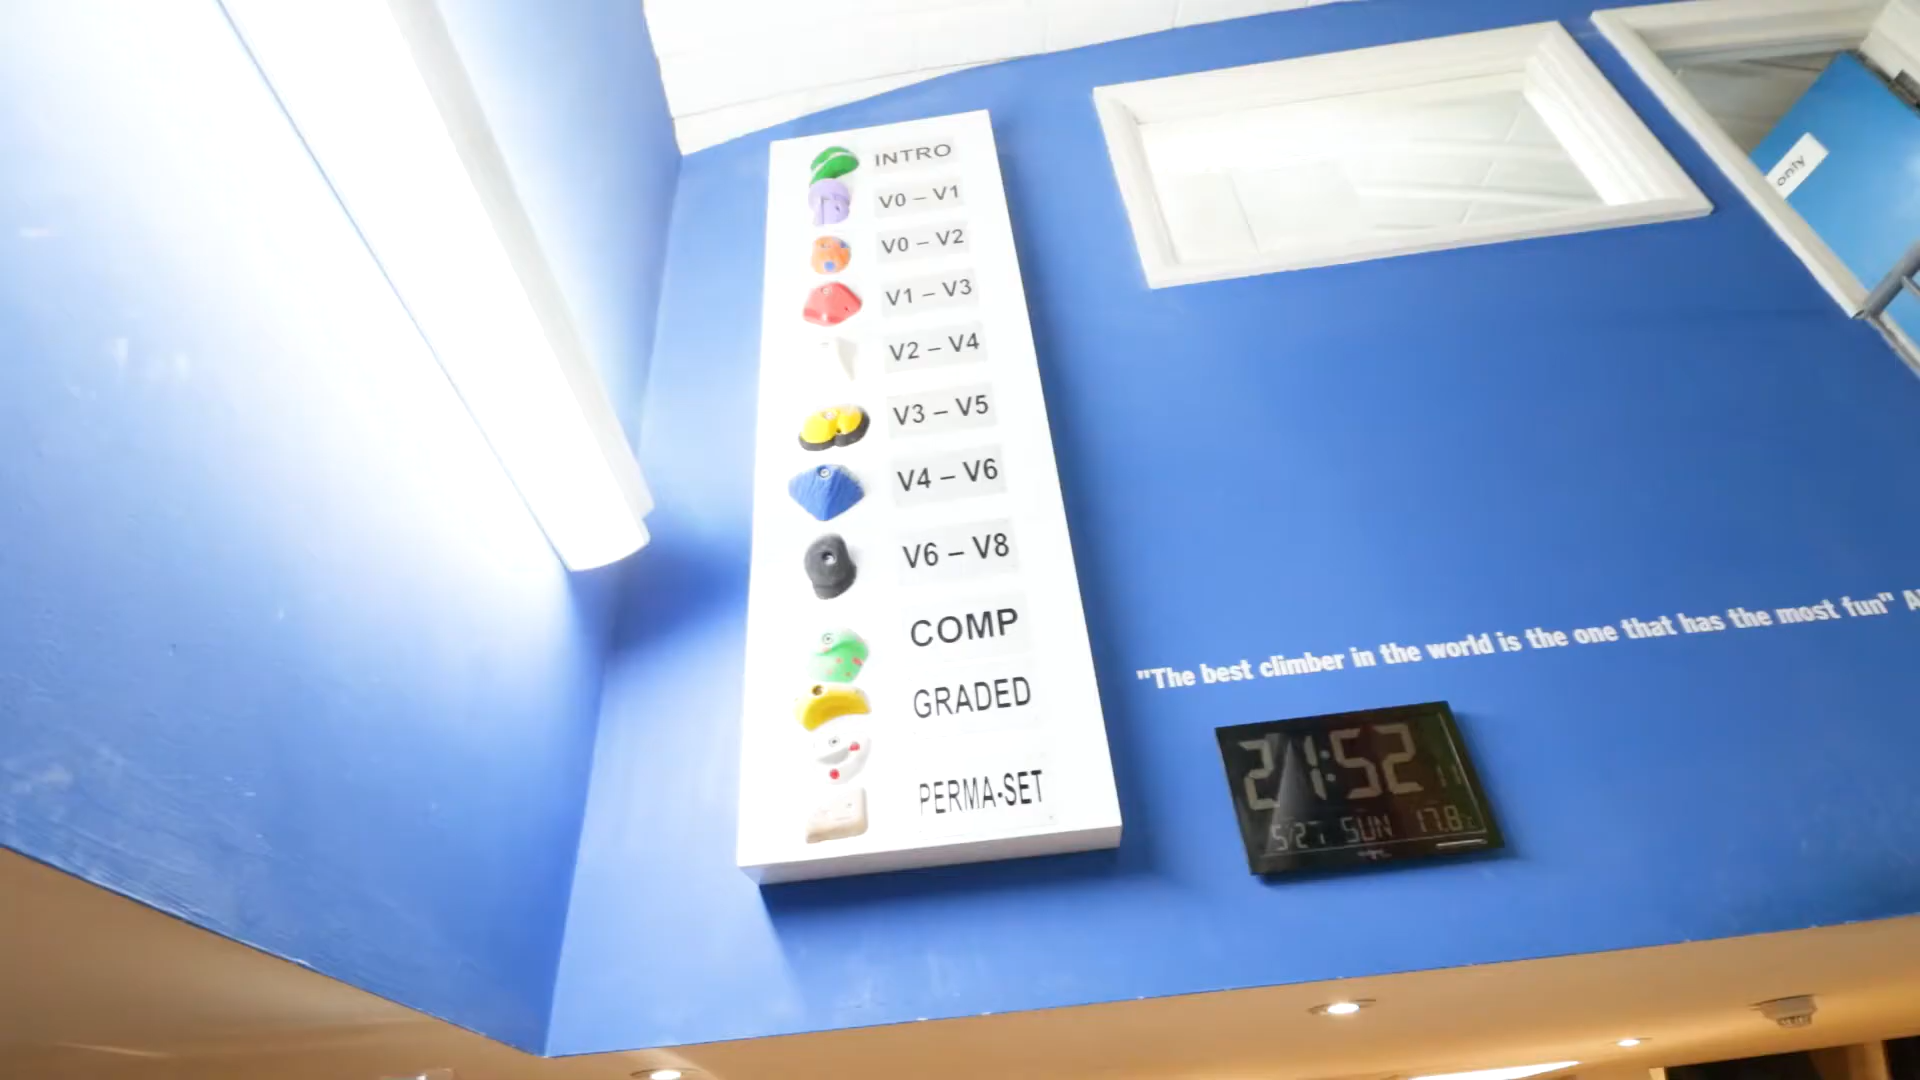 INTRO
V0 – V1
V0 – V2
V1 – V3
V2 – V4
V3 – V5
V4 – V6
V6 – V8
COMP
GRADED
PERMA-SET
only
"The best climber in the world is the one that has the most fun"
21:52
5/27 SUN 17.8